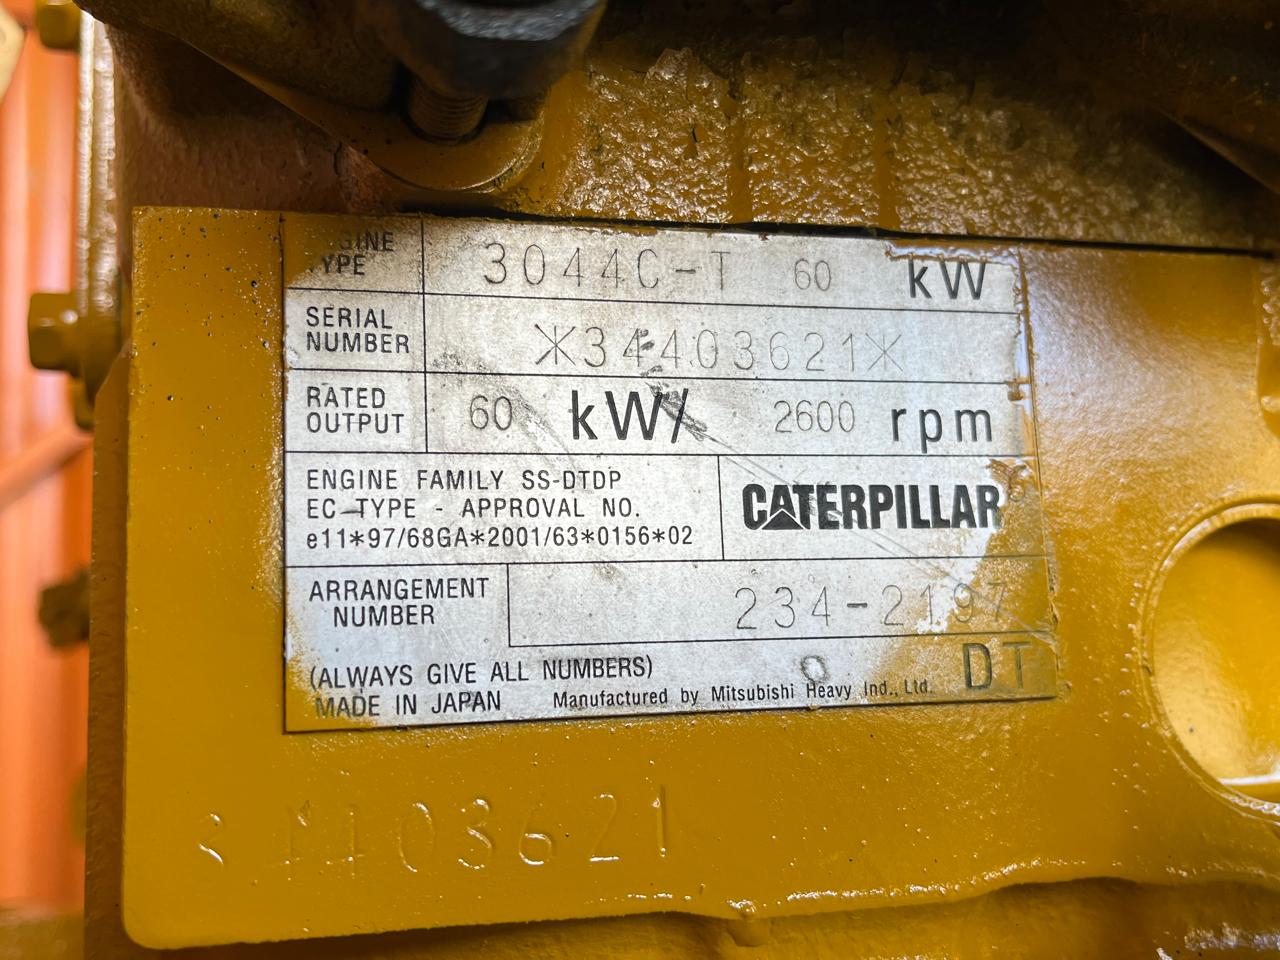 ENGINE TYPE 3044C-T 60 kW
SERIAL NUMBER *34403621*
RATED OUTPUT 60 kW/ 2600 rpm
ENGINE FAMILY SS-DTDP
EC-TYPE - APPROVAL NO.
e11*97/68GA*2001/63*0156*02
CATERPILLAR
ARRANGEMENT NUMBER 234-2197
(ALWAYS GIVE ALL NUMBERS) DT
MADE IN JAPAN Manufactured by Mitsubishi Heavy Ind., Ltd.
34403621